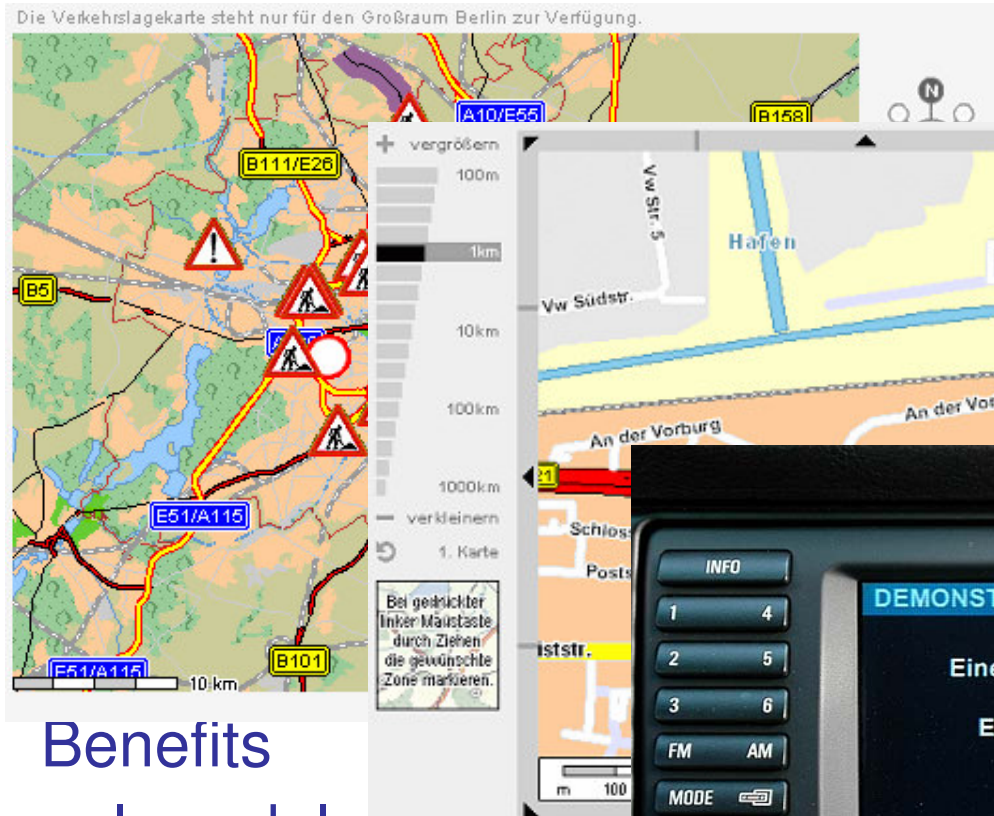 Die Verkehrslagekarte steht nur für den Großraum Berlin zur Verfügung.
N
A10/E55
B158
B111/E26
B5
E51/A115
E51/A115
B101
10 km
+ vergrößern
100m
1km
10km
100km
1000km
− verkleinern
1. Karte
Bei gedrückter
linker Maustaste
durch Ziehen
die gewünschte
Zone markieren.
Vw Str. 5
Hafen
Vw Südstr.
An der Vorburg
An der Vor
21
Schloss
Posts
m 100
INFO
1 4
2 5
3 6
FM AM
MODE
DEMONST
Eine
E
Benefits